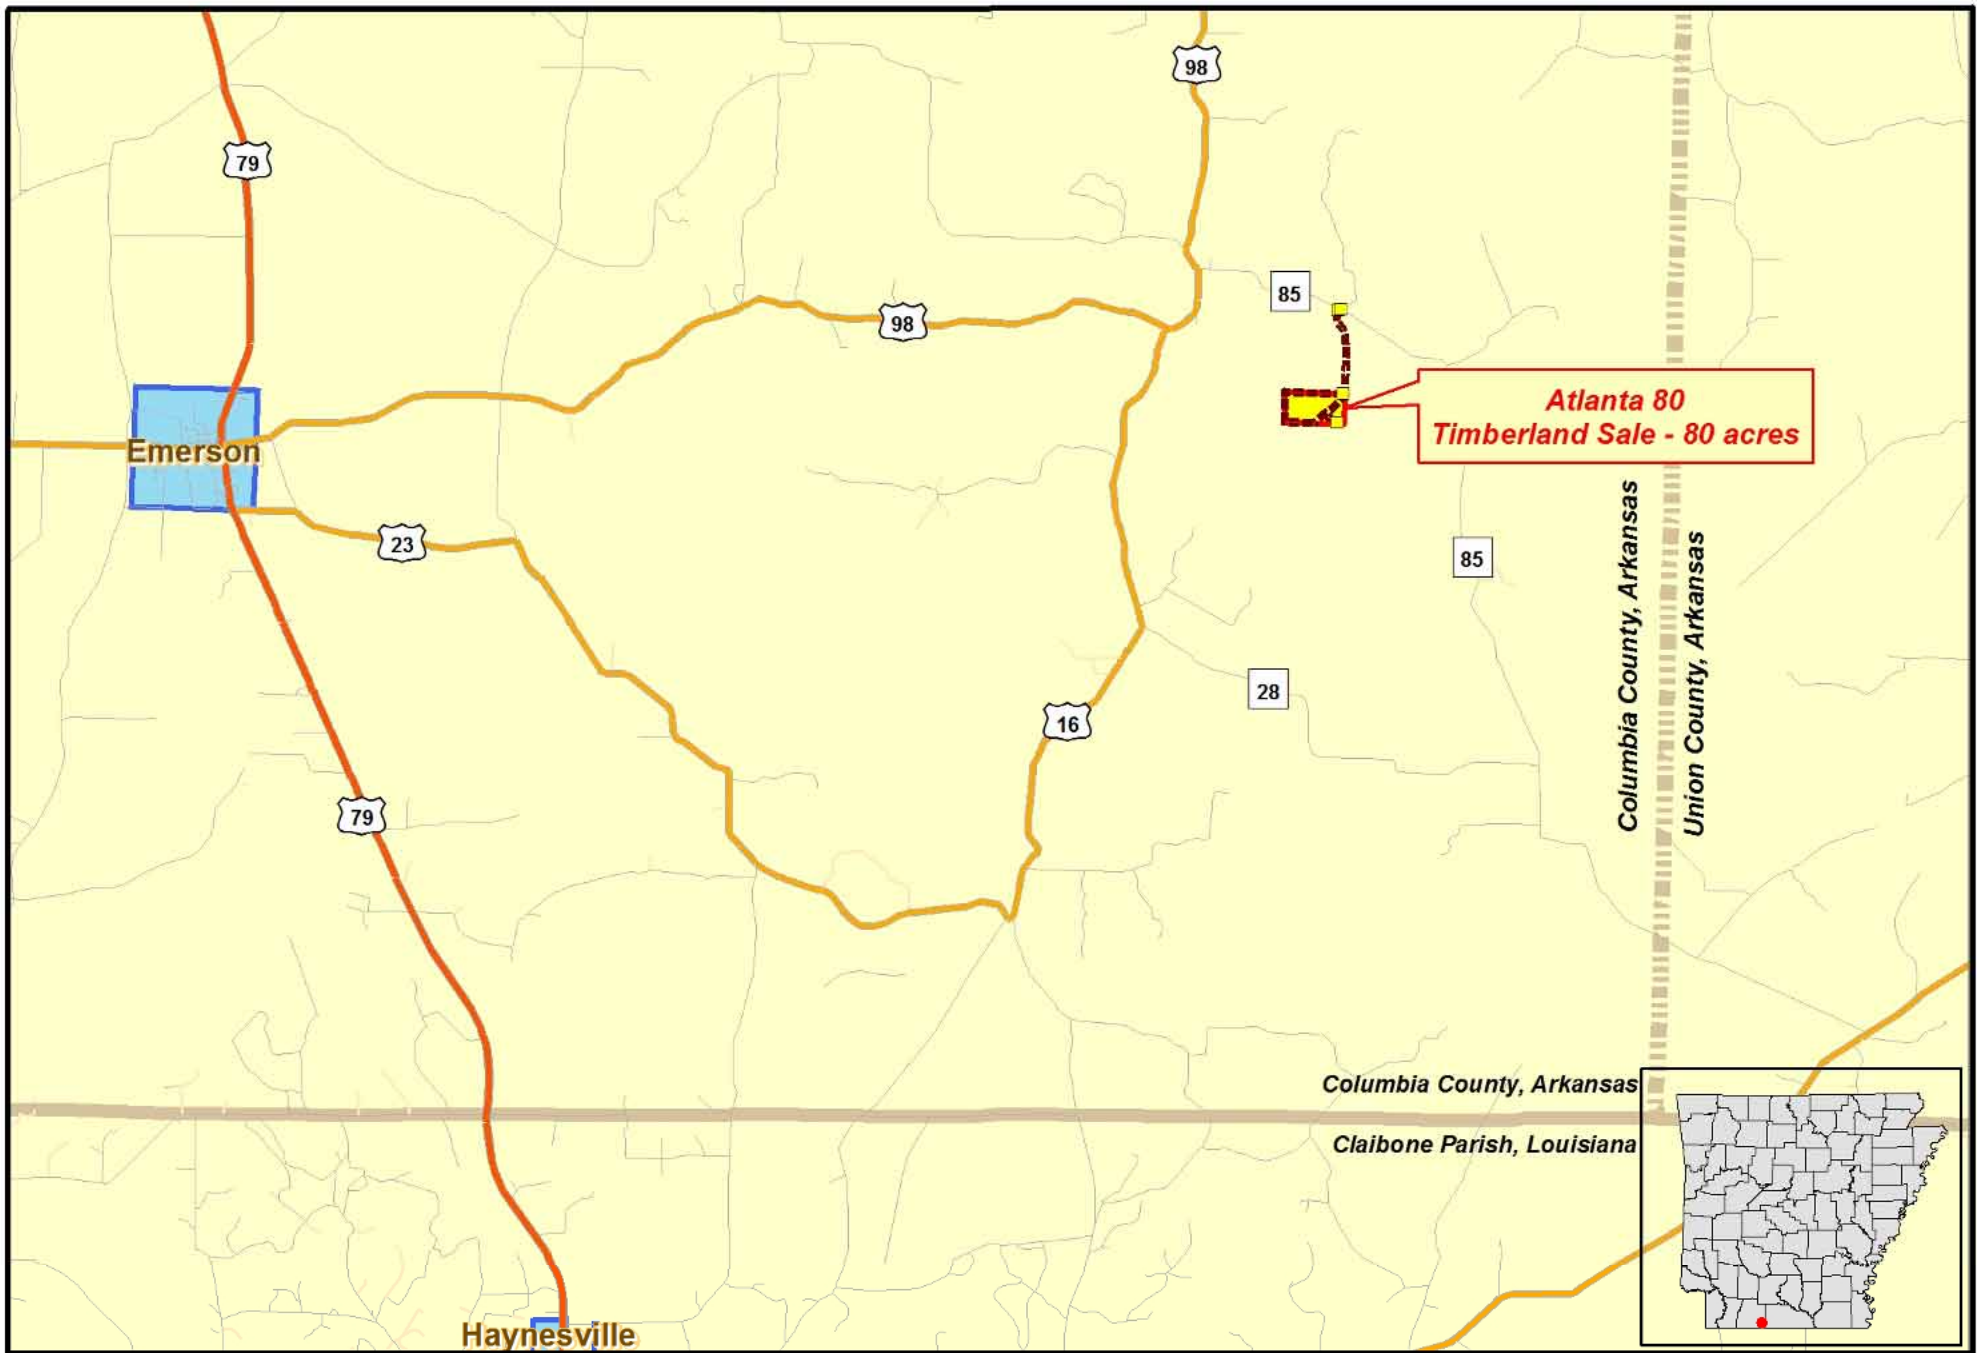 98
79
85
98
Atlanta 80
Timberland Sale - 80 acres
Emerson
23
85
Columbia County, Arkansas
Union County, Arkansas
28
16
79
Columbia County, Arkansas
Claibone Parish, Louisiana
Haynesville